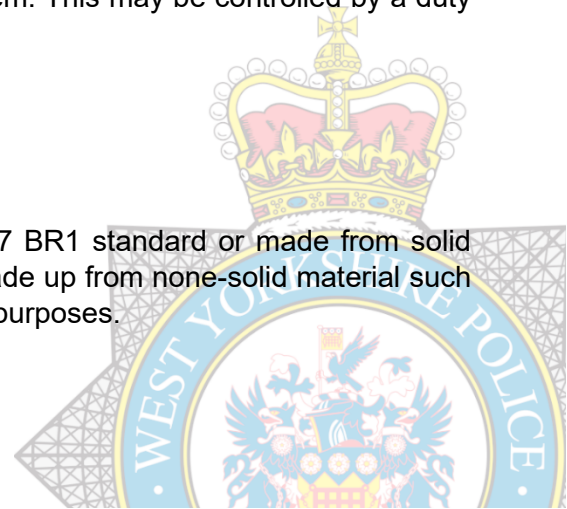 em. This may be controlled by a duty
7 BR1 standard or made from solid
de up from none-solid material such
purposes.
WEST YORKSHIRE POLICE